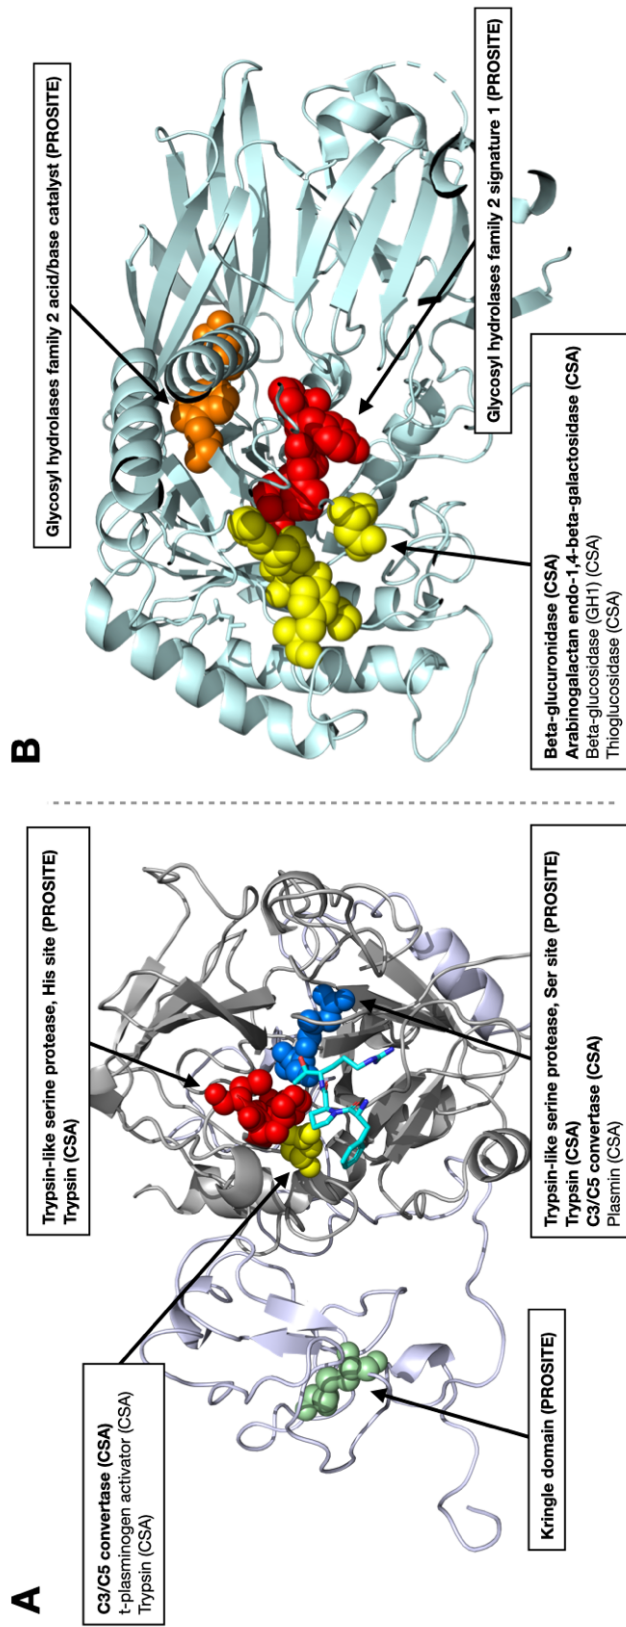 A
Trypsin-like serine protease, His site (PROSITE)
Trypsin (CSA)
C3/C5 convertase (CSA)
t-plasminogen activator (CSA)
Trypsin (CSA)
Kringle domain (PROSITE)
Trypsin-like serine protease, Ser site (PROSITE)
Trypsin (CSA)
C3/C5 convertase (CSA)
Plasmin (CSA)
B
Glycosyl hydrolases family 2 acid/base catalyst (PROSITE)
Glycosyl hydrolases family 2 signature 1 (PROSITE)
Beta-glucuronidase (CSA)
Arabinogalactan endo-1,4-beta-galactosidase (CSA)
Beta-glucosidase (GH1) (CSA)
Thioglucosidase (CSA)